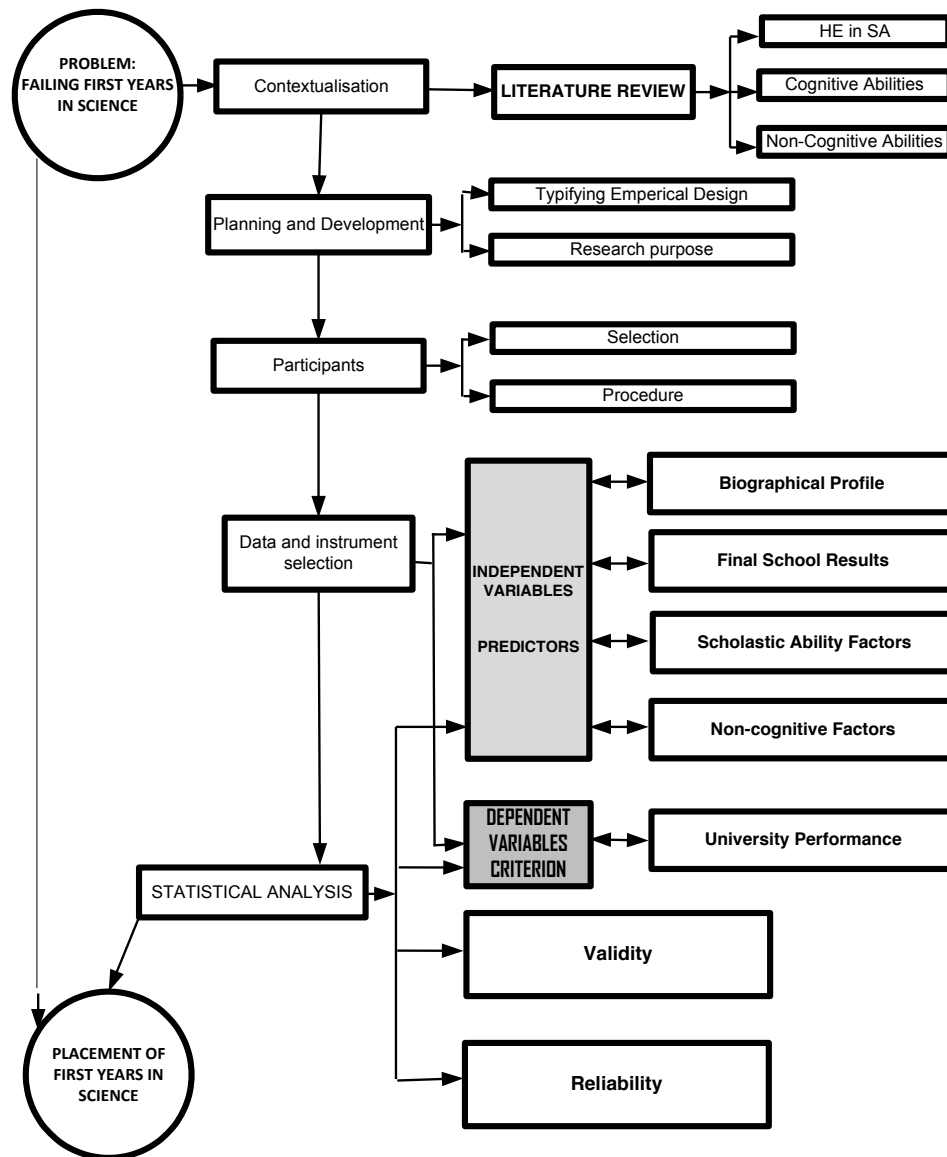 PROBLEM:
FAILING FIRST YEARS
IN SCIENCE
Contextualisation
LITERATURE REVIEW
HE in SA
Cognitive Abilities
Non-Cognitive Abilities
Planning and Development
Typifying Emperical Design
Research purpose
Participants
Selection
Procedure
Data and instrument
selection
INDEPENDENT
VARIABLES
PREDICTORS
Biographical Profile
Final School Results
Scholastic Ability Factors
Non-cognitive Factors
DEPENDENT
VARIABLES
CRITERION
University Performance
STATISTICAL ANALYSIS
Validity
Reliability
PLACEMENT OF
FIRST YEARS IN
SCIENCE